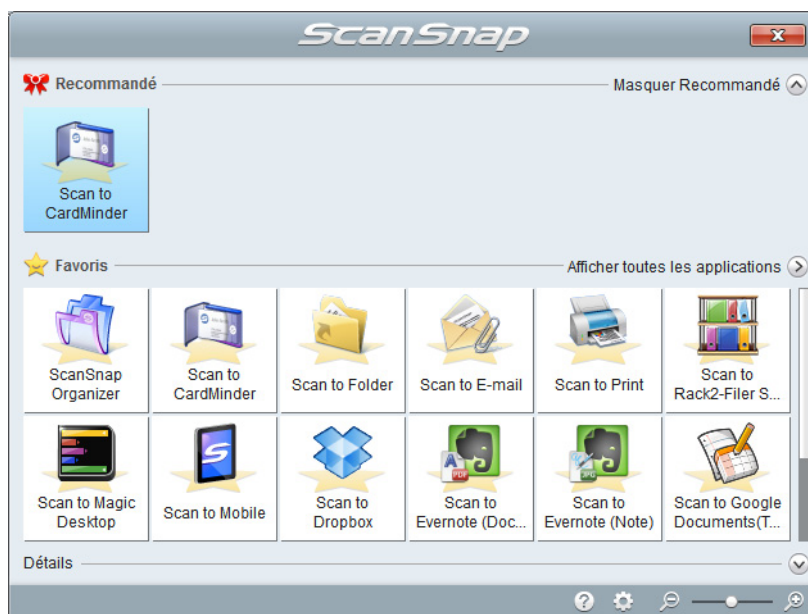 ScanSnap
Recommandé
Masquer Recommandé
Scan to
CardMinder
Favoris
Afficher toutes les applications
ScanSnap
Organizer
Scan to
CardMinder
Scan to Folder
Scan to E-mail
Scan to Print
Scan to
Rack2-Filer S...
Scan to Magic
Desktop
Scan to Mobile
Scan to
Dropbox
Scan to
Evernote (Doc...
Scan to
Evernote (Note)
Scan to Google
Documents(T...
Détails